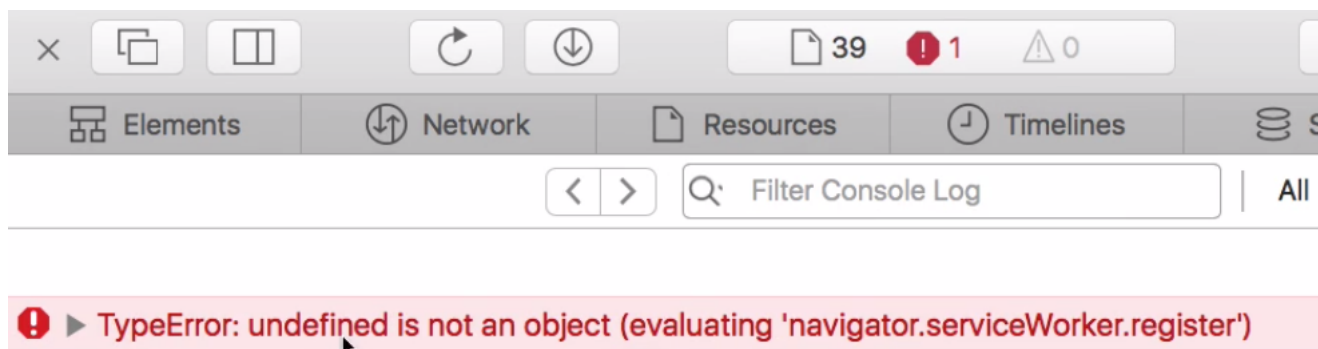 39 1 0
Elements Network Resources Timelines S
Filter Console Log All
TypeError: undefined is not an object (evaluating 'navigator.serviceWorker.register')